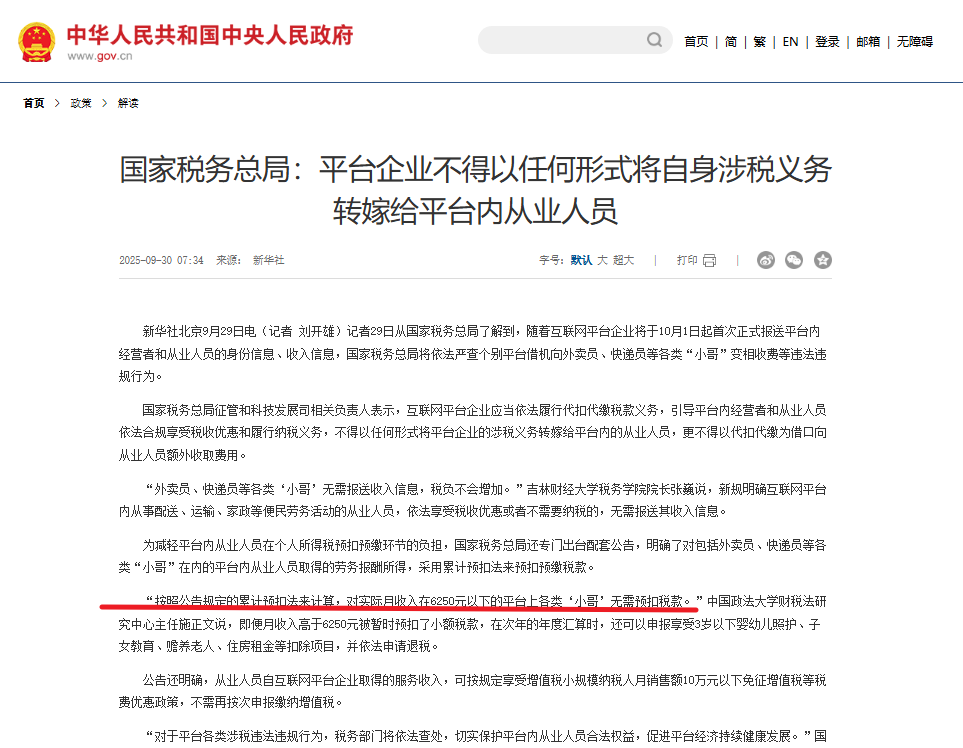 中华人民共和国中央人民政府
www.gov.cn
首页 | 简 | 繁 | EN | 登录 | 邮箱 | 无障碍
首页 > 政策 > 解读
国家税务总局：平台企业不得以任何形式将自身涉税义务
转嫁给平台内从业人员
2025-09-30 07:34 来源： 新华社
字号：默认 大 超大 | 打印 |
新华社北京9月29日电（记者 刘开雄）记者29日从国家税务总局了解到，随着互联网平台企业将于10月1日起首次正式报送平台内
经营者和从业人员的身份信息、收入信息，国家税务总局将依法严查个别平台借机向外卖员、快递员等各类“小哥”变相收费等违法违
规行为。
国家税务总局征管和科技发展司相关负责人表示，互联网平台企业应当依法履行代扣代缴税款义务，引导平台内经营者和从业人员
依法合规享受税收优惠和履行纳税义务，不得以任何形式将平台企业的涉税义务转嫁给平台内的从业人员，更不得以代扣代缴为借口向
从业人员额外收取费用。
“外卖员、快递员等各类‘小哥’无需报送收入信息，税负不会增加。”吉林财经大学税务学院院长张巍说，新规明确互联网平台
内从事配送、运输、家政等便民劳务活动的从业人员，依法享受税收优惠或者不需要纳税的，无需报送其收入信息。
为减轻平台内从业人员在个人所得税预扣预缴环节的负担，国家税务总局还专门出台配套公告，明确了对包括外卖员、快递员等各
类“小哥”在内的平台内从业人员取得的劳务报酬所得，采用累计预扣法来预扣预缴税款。
“按照公告规定的累计预扣法来计算，对实际月收入在6250元以下的平台上各类‘小哥’无需预扣税款。”中国政法大学财税法研
究中心主任施正文说，即便月收入高于6250元被暂时预扣了小额税款，在次年的年度汇算时，还可以申报享受3岁以下婴幼儿照护、子
女教育、赡养老人、住房租金等扣除项目，并依法申请退税。
公告还明确，从业人员自互联网平台企业取得的服务收入，可按规定享受增值税小规模纳税人月销售额10万元以下免征增值税等税
费优惠政策，不需再按次申报缴纳增值税。
“对于平台各类涉税违法违规行为，税务部门将依法查处，切实保护平台内从业人员合法权益，促进平台经济持续健康发展。”国